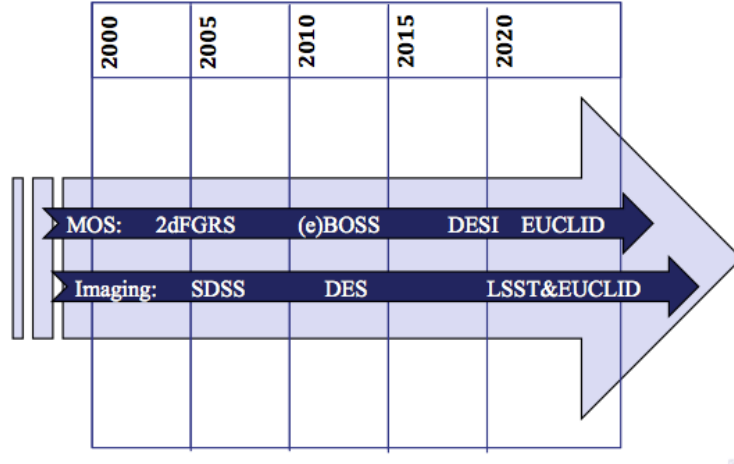 2000 2005 2010 2015 2020
MOS: 2dFGRS (e)BOSS DESI EUCLID
Imaging: SDSS DES LSST&EUCLID